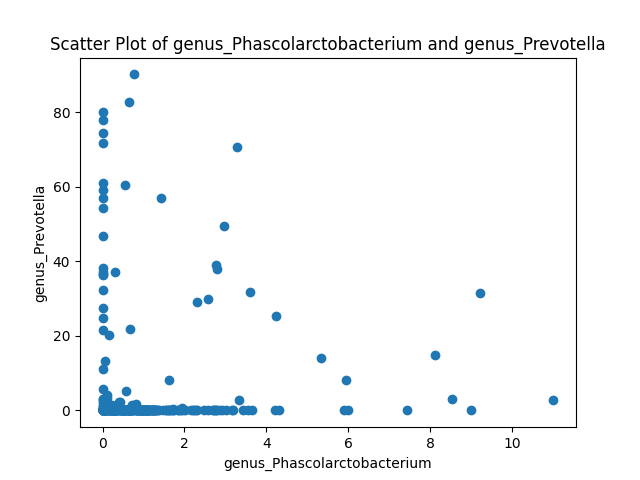 Scatter Plot of genus_Phascolarctobacterium and genus_Prevotella
80
60
40
20
0
genus_Prevotella
0 2 4 6 8 10
genus_Phascolarctobacterium